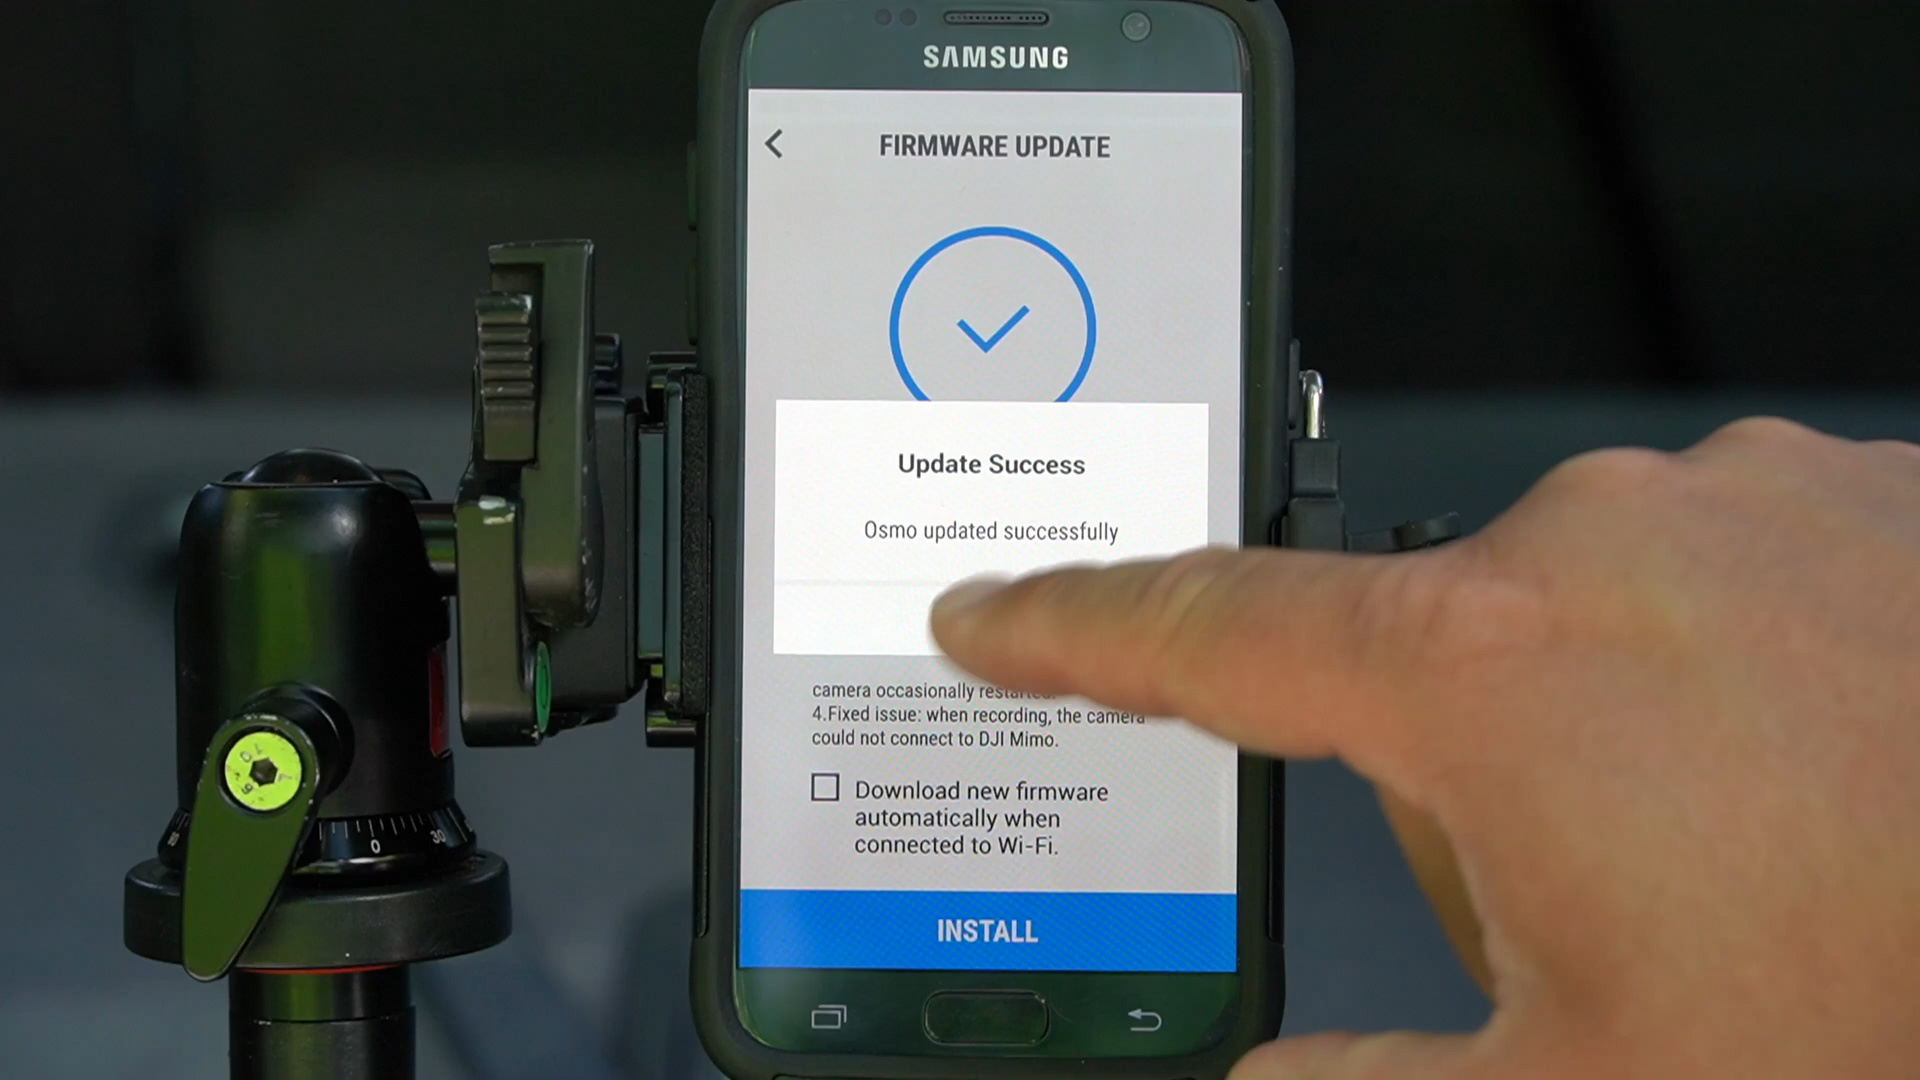 SAMSUNG
FIRMWARE UPDATE
Update Success
Osmo updated successfully
camera occasionally restarted.
4.Fixed issue: when recording, the camera
could not connect to DJI Mimo.
Download new firmware
automatically when
connected to Wi-Fi.
INSTALL
0
30